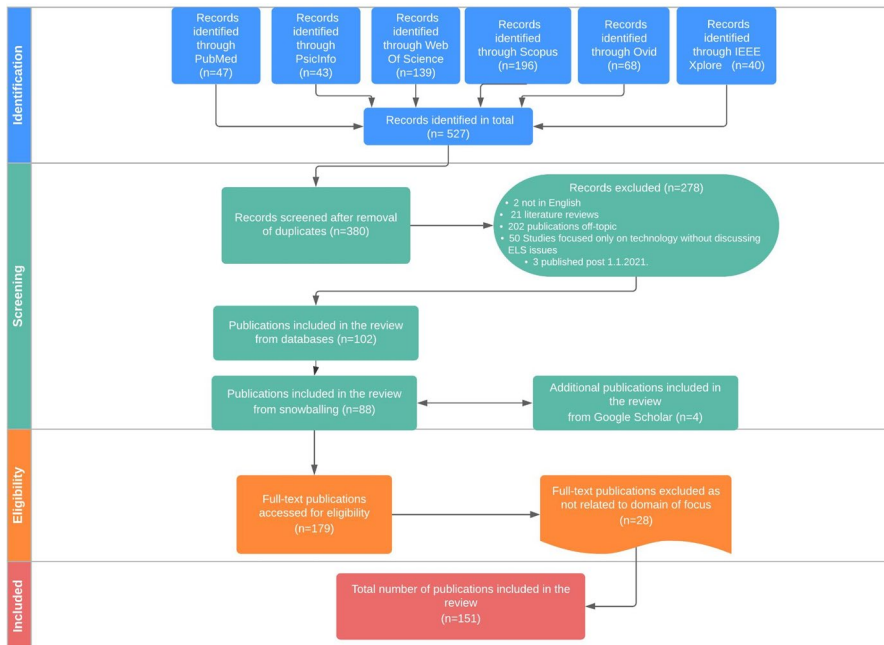 Identification
Records
identified
through
PubMed
(n=47)
Records
identified
through
PsicInfo
(n=43)
Records
identified
through Web
Of Science
(n=139)
Records
identified
through Scopus
(n=196)
Records
identified
through Ovid
(n=68)
Records
identified
through IEEE
Xplore (n=40)
Records identified in total
(n= 527)
Screening
Records screened after removal
of duplicates (n=380)
Records excluded (n=278)
• 2 not in English
• 21 literature reviews
• 202 publications off-topic
• 50 Studies focused only on technology without discussing
ELS issues
• 3 published post 1.1.2021.
Publications included in the review
from databases (n=102)
Publications included in the review
from snowballing (n=88)
Additional publications included in
the review
from Google Scholar (n=4)
Eligibility
Full-text publications
accessed for eligibility
(n=179)
Full-text publications excluded as
not related to domain of focus
(n=28)
Included
Total number of publications included in the
review
(n=151)